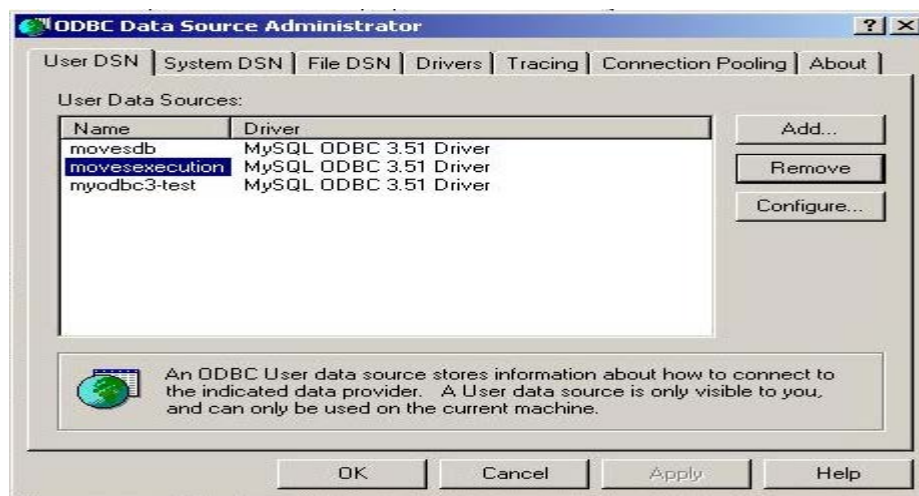 ODBC Data Source Administrator
User DSN System DSN File DSN Drivers Tracing Connection Pooling About
User Data Sources:
Name Driver
movesdb MySQL ODBC 3.51 Driver
movesexecution MySQL ODBC 3.51 Driver
myodbc3-test MySQL ODBC 3.51 Driver
Add...
Remove
Configure...
An ODBC User data source stores information about how to connect to
the indicated data provider. A User data source is only visible to you,
and can only be used on the current machine.
OK Cancel Apply Help